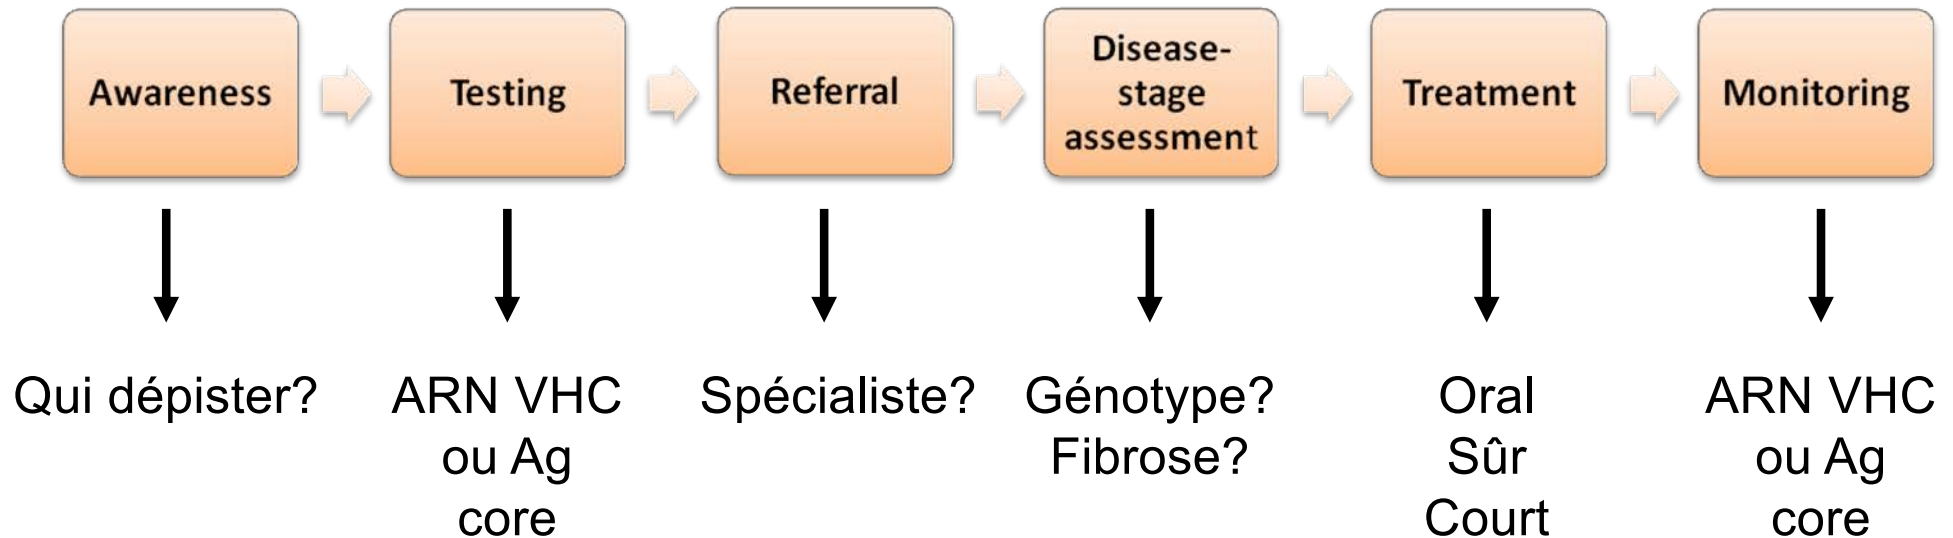 Awareness
Testing
Referral
Disease-
stage
assessment
Treatment
Monitoring
Qui dépister?
ARN VHC
ou Ag
core
Spécialiste?
Génotype?
Fibrose?
Oral
Sûr
Court
ARN VHC
ou Ag
core